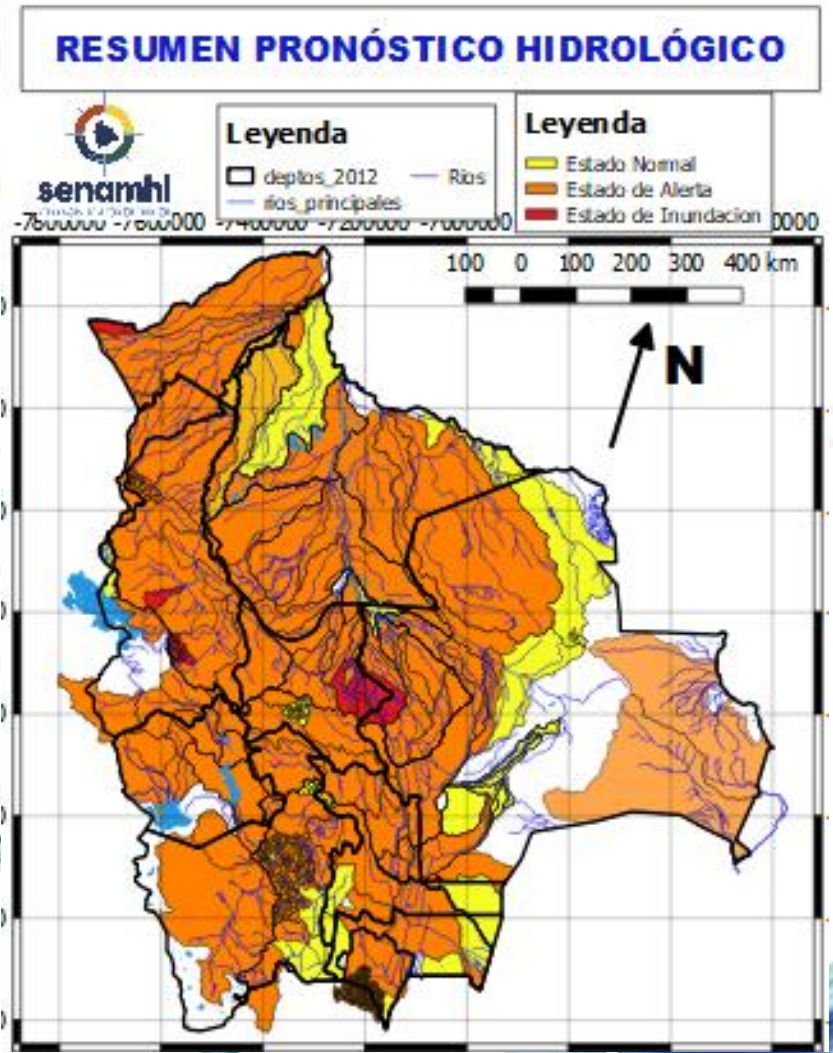 RESUMEN PRONÓSTICO HIDROLÓGICO
senamhi
Leyenda
deptos_2012
Rios
rios_principales
Leyenda
Estado Normal
Estado de Alerta
Estado de Inundacion
100 0 100 200 300 400 km
N